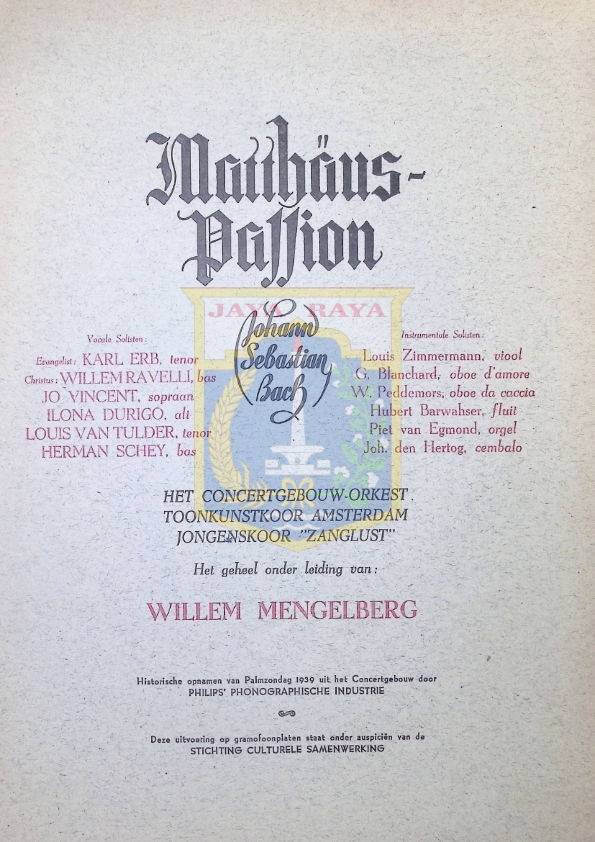 Matthäus-
Passion
JAYA RAYA
(Johann
Sebastian
Bach)
Vocale Solisten:
Evangelist: KARL ERB, tenor
Christus: WILLEM RAVELLI, bas
JO VINCENT, sopraan
ILONA DURIGO, alt
LOUIS VAN TULDER, tenor
HERMAN SCHEY, bas
Instrumentale Solisten
Louis Zimmermann, viool
G. Blanchard, oboe d'amore
W. Peddemors, oboe da caccia
Hubert Barwahser, fluit
Piet van Egmond, orgel
Joh. den Hertog, cembalo
HET CONCERTGEBOUW-ORKEST.
TOONKUNSTKOOR AMSTERDAM
JONGENSKOOR "ZANGLUST"
Het geheel onder leiding van:
WILLEM MENGELBERG
Historische opnamen van Palmzondag 1939 uit het Concertgebouw door
PHILIPS' PHONOGRAPHISCHE INDUSTRIE
Deze uitvoering op gramofoonplaten staat onder auspiciën van de
STICHTING CULTURELE SAMENWERKING